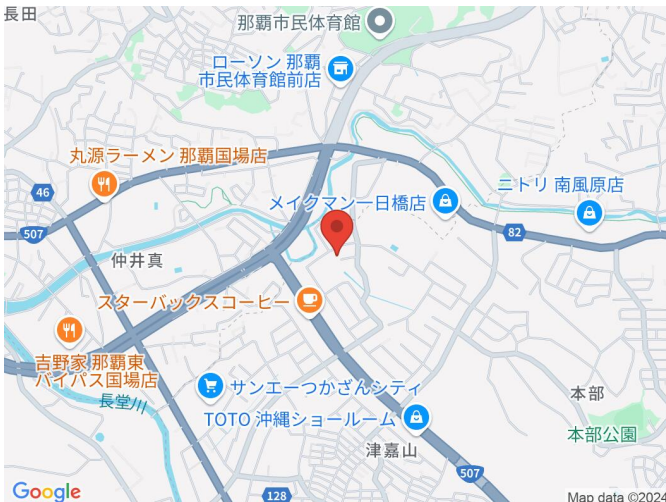 長田
那覇市民体育館
ローソン 那覇
市民体育館前店
丸源ラーメン 那覇国場店
46
メイクマン一日橋店
ニトリ 南風原店
507
82
仲井真
スターバックスコーヒー
吉野家 那覇東
バイパス国場店
サンエーつかざんシティ
長堂川
本部
TOTO 沖縄ショールーム
本部公園
津嘉山
507
128
Google
Map data ©2024